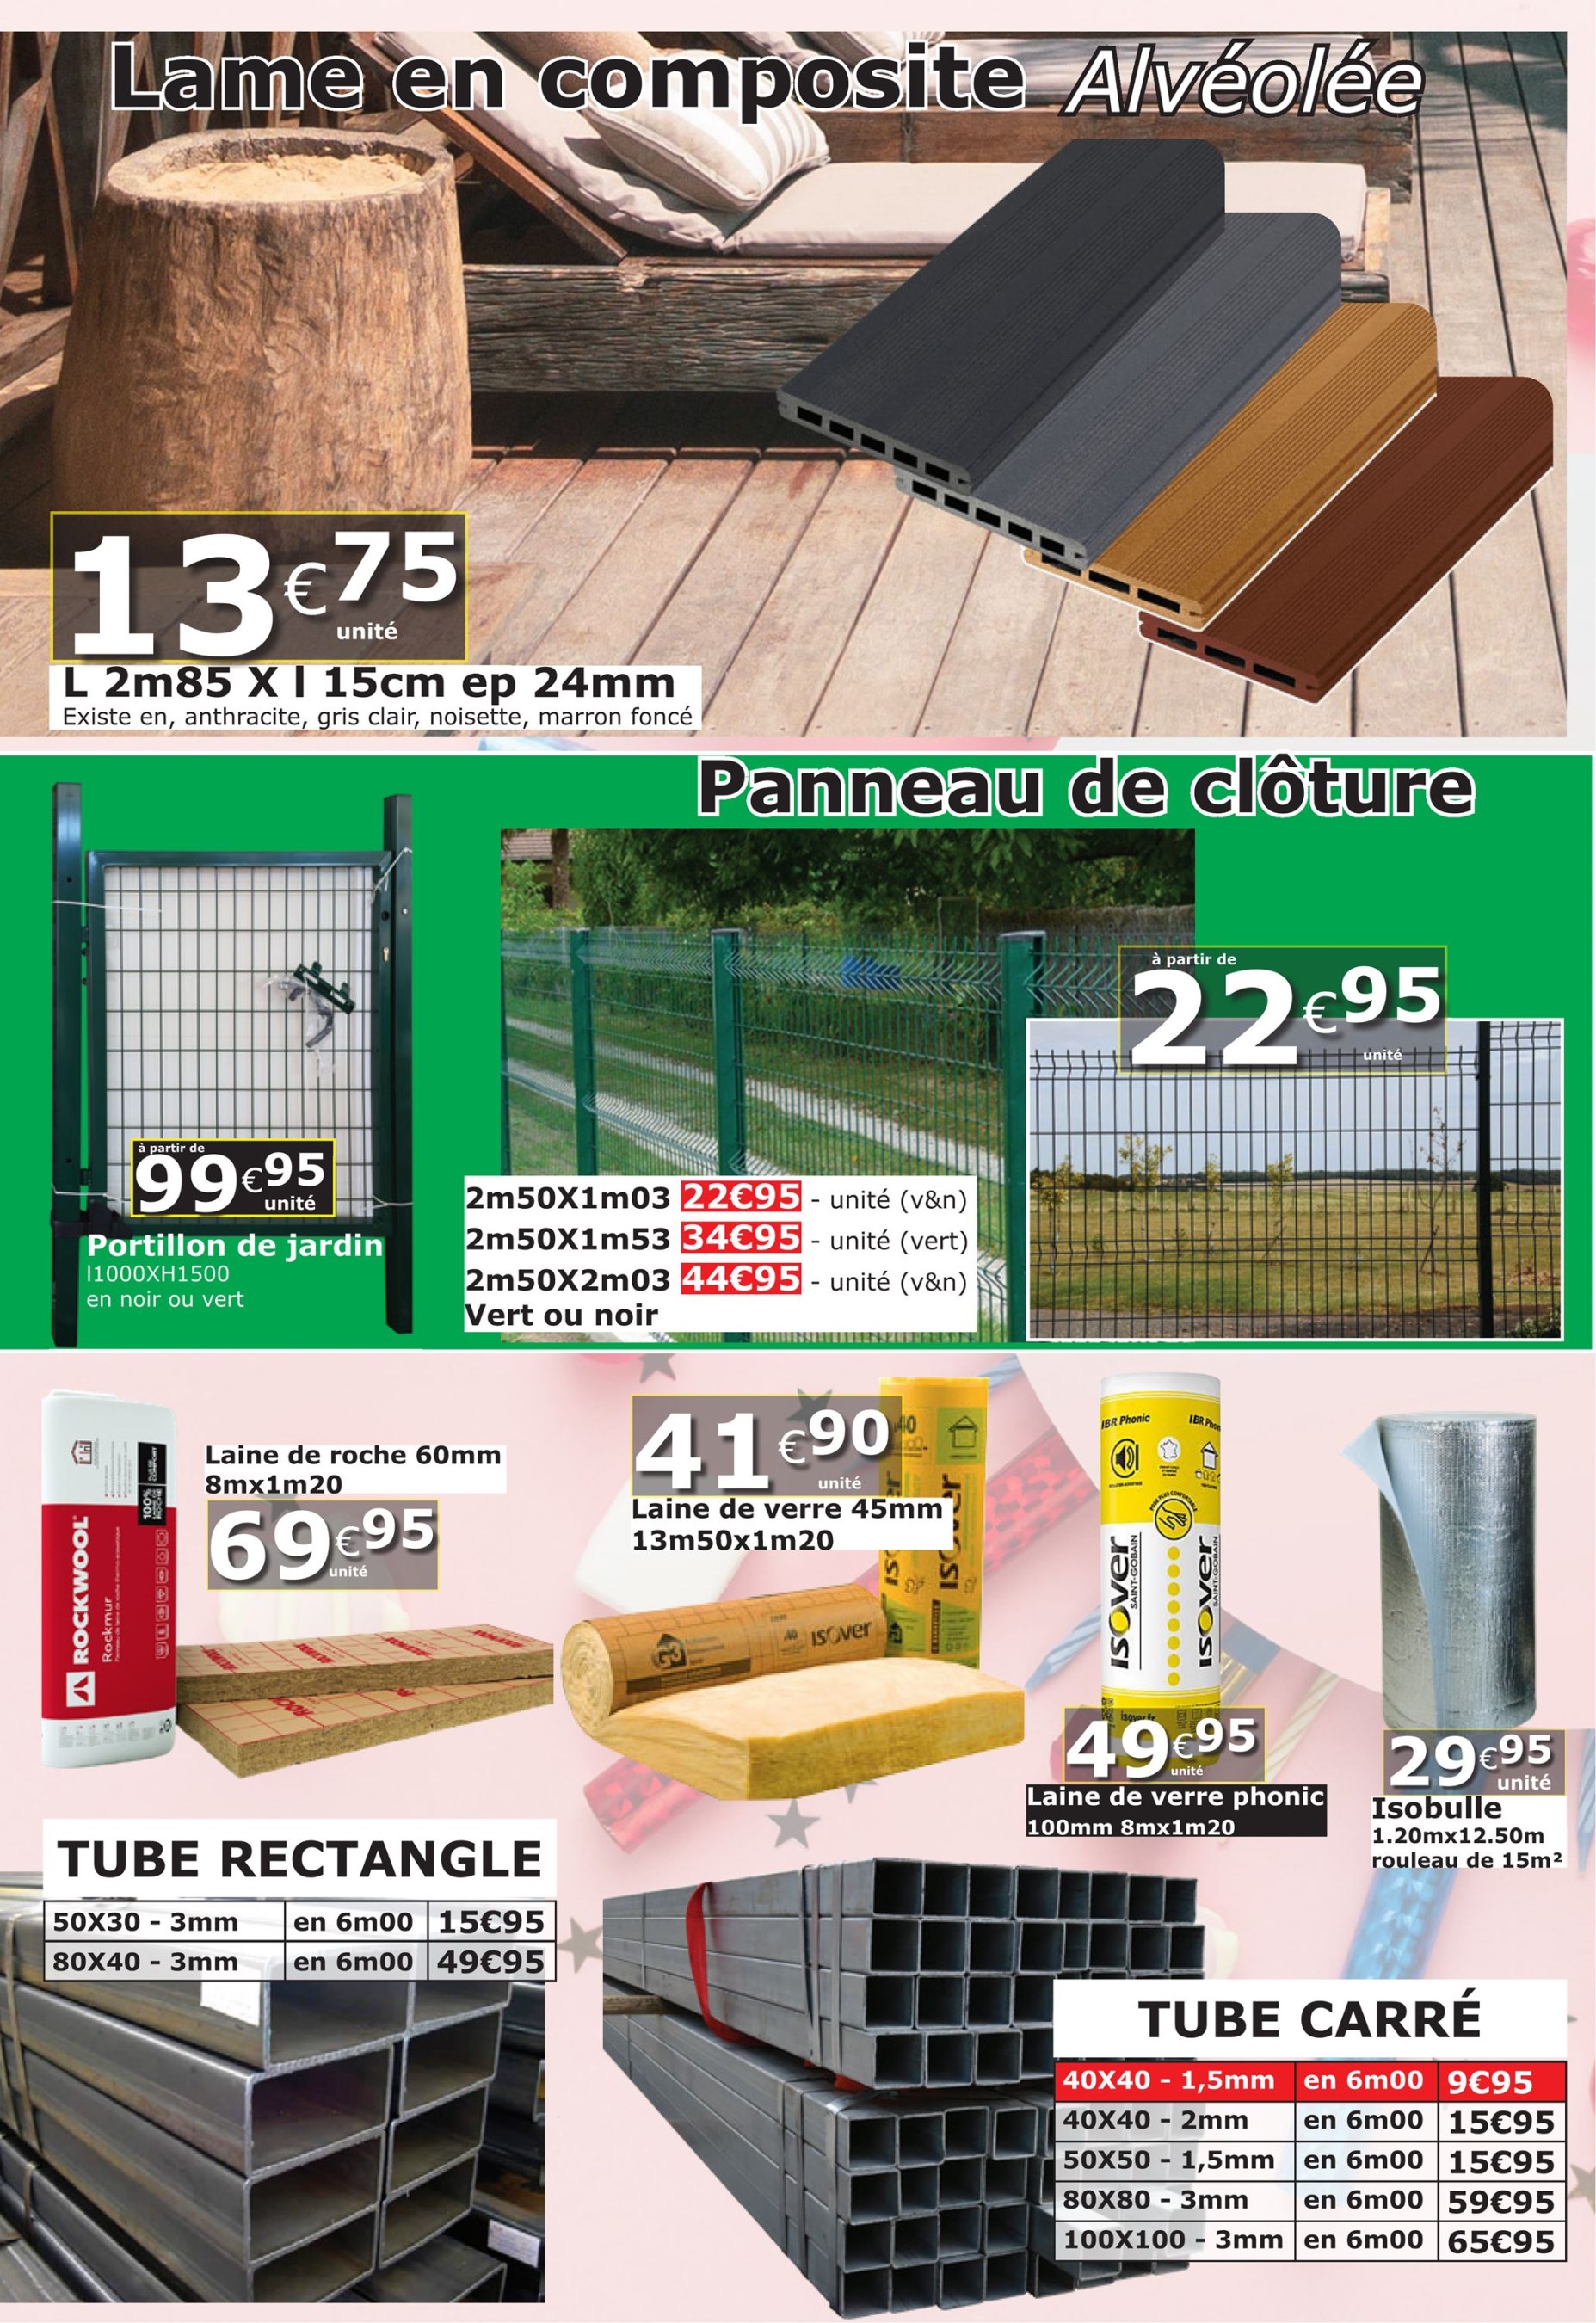 Lame en composite Alvéolée
13€75
unité
L 2m85 X l 15cm ep 24mm
Existe en, anthracite, gris clair, noisette, marron foncé
Panneau de clôture
à partir de
99€95
unité
Portillon de jardin
l1000XH1500
en noir ou vert
à partir de
22€95
unité
2m50X1m03 22€95 - unité (v&n)
2m50X1m53 34€95 - unité (vert)
2m50X2m03 44€95 - unité (v&n)
Vert ou noir
ROCKWOOL
Rockmur
100%
Laine de roche 60mm
8mx1m20
69€95
unité
41€90
unité
Laine de verre 45mm
13m50x1m20
G3
isover
IBR Phonic
isover
SAINT-GOBAIN
isover
SAINT-GOBAIN
isover.fr
49€95
unité
Laine de verre phonic
100mm 8mx1m20
29€95
unité
Isobulle
1.20mx12.50m
rouleau de 15m²
TUBE RECTANGLE
50X30 - 3mm en 6m00 15€95
80X40 - 3mm en 6m00 49€95
TUBE CARRÉ
40X40 - 1,5mm en 6m00 9€95
40X40 - 2mm en 6m00 15€95
50X50 - 1,5mm en 6m00 15€95
80X80 - 3mm en 6m00 59€95
100X100 - 3mm en 6m00 65€95